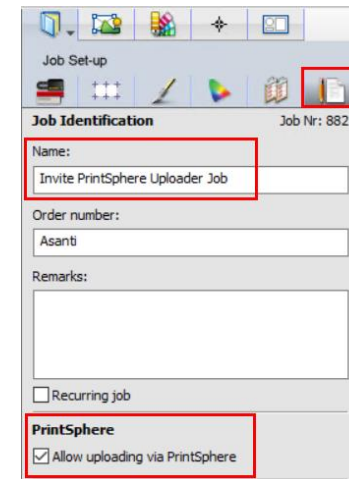 Job Set-up
Job Identification Job Nr: 882
Name:
Invite PrintSphere Uploader Job
Order number:
Asanti
Remarks:
Recurring job
PrintSphere
Allow uploading via PrintSphere